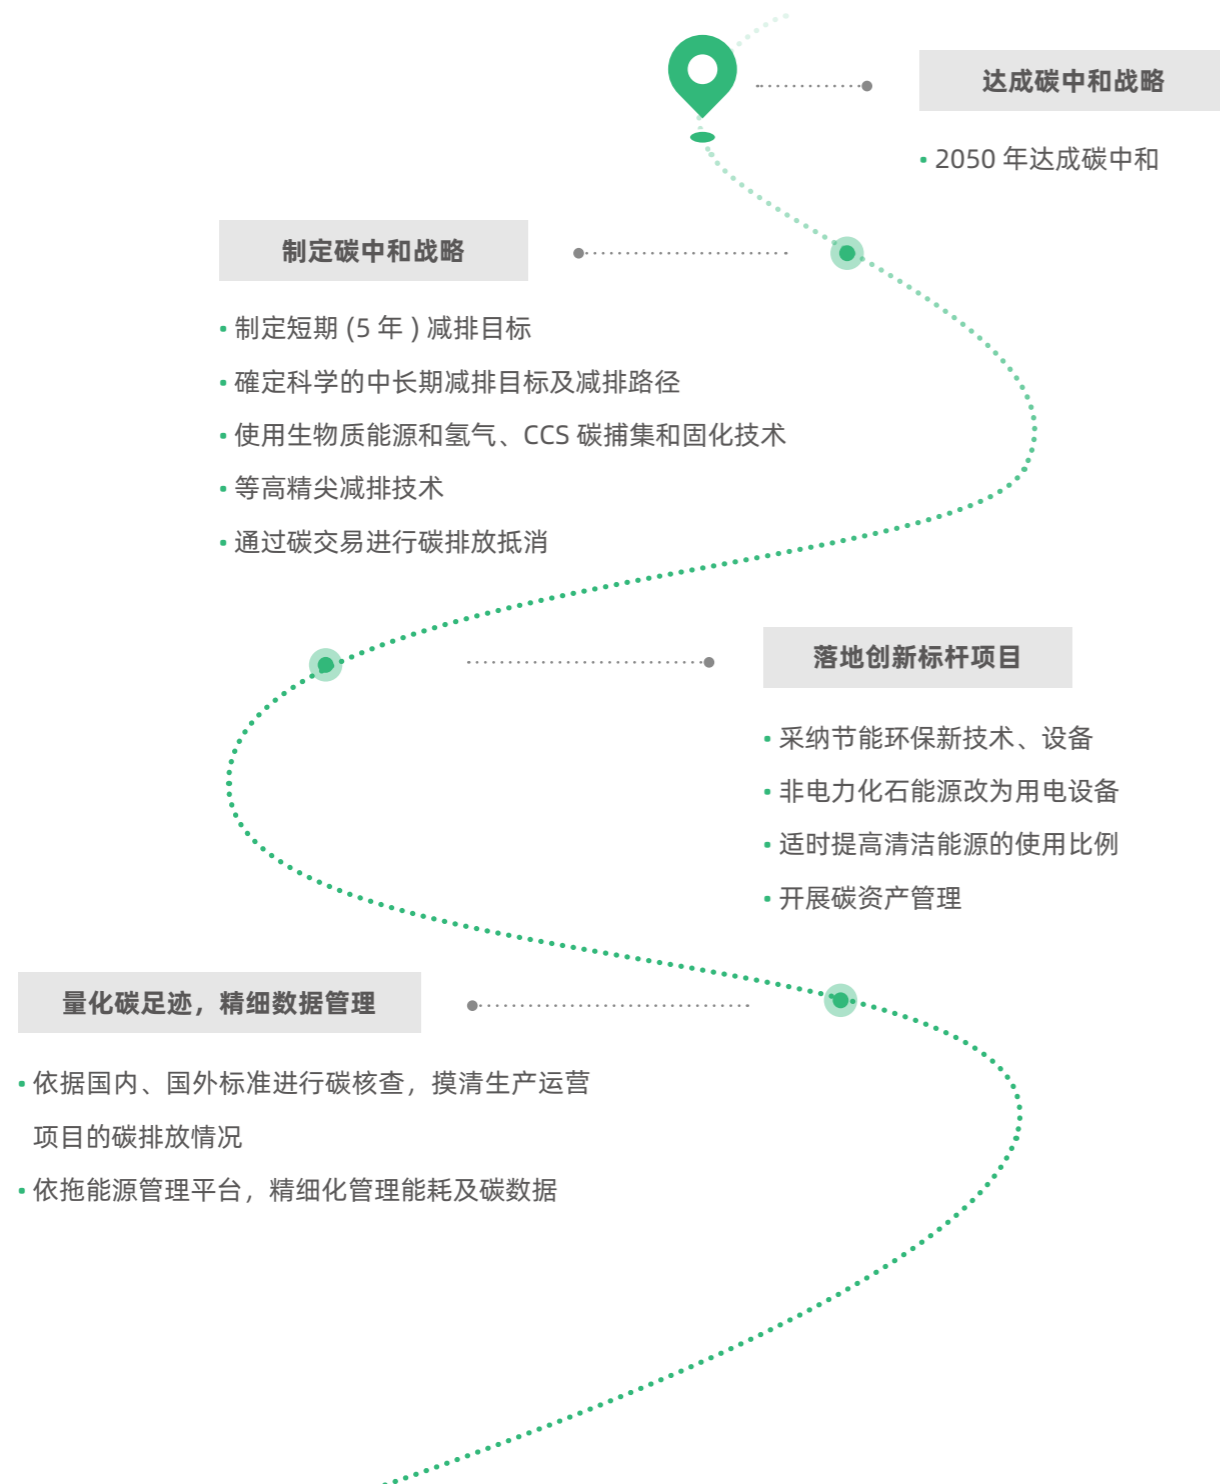 达成碳中和战略
• 2050 年达成碳中和
制定碳中和战略
• 制定短期 (5 年 ) 减排目标
• 確定科学的中长期减排目标及减排路径
• 使用生物质能源和氢气、CCS 碳捕集和固化技术
• 等高精尖减排技术
• 通过碳交易进行碳排放抵消
落地创新标杆项目
• 采纳节能环保新技术、设备
• 非电力化石能源改为用电设备
• 适时提高清洁能源的使用比例
• 开展碳资产管理
量化碳足迹，精细数据管理
• 依据国内、国外标准进行碳核查，摸清生产运营
项目的碳排放情况
• 依拖能源管理平台，精细化管理能耗及碳数据